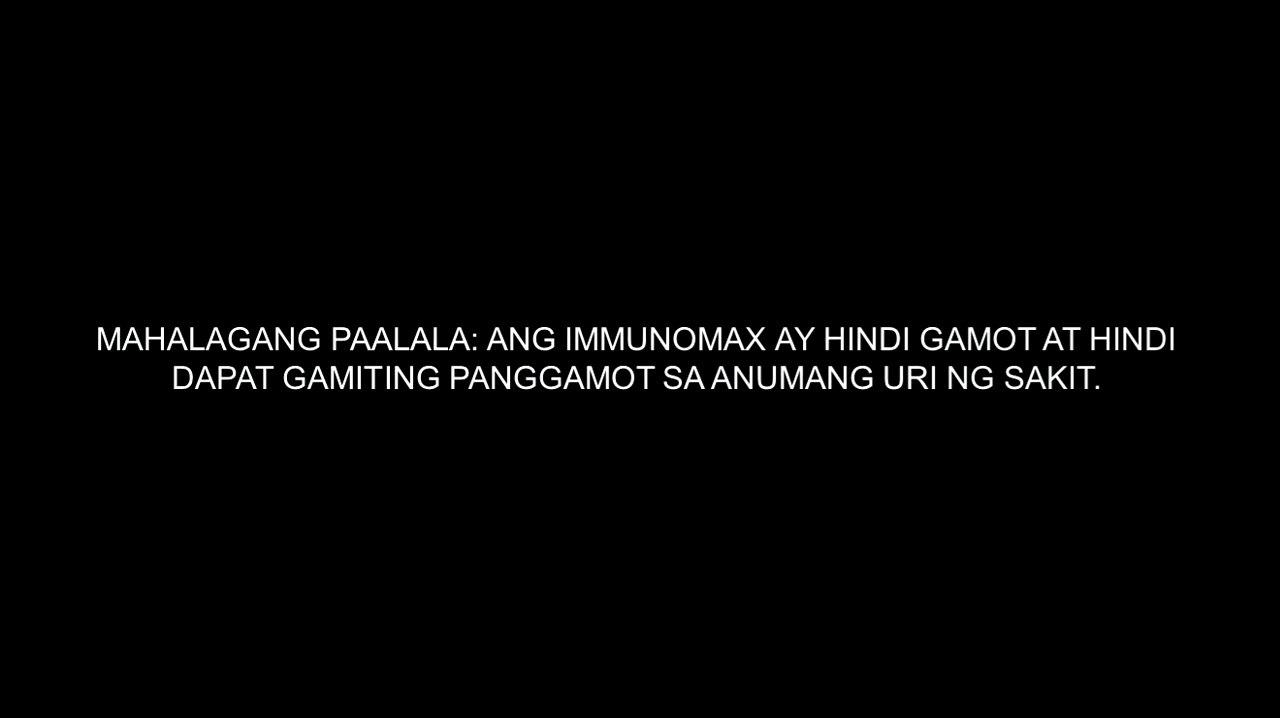 MAHALAGANG PAALALA: ANG IMMUNOMAX AY HINDI GAMOT AT HINDI
DAPAT GAMITING PANGGAMOT SA ANUMANG URI NG SAKIT.